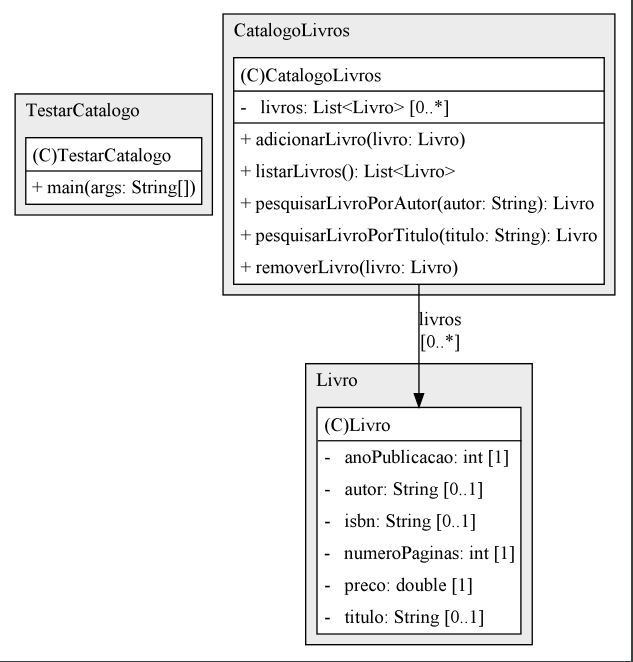 CatalogoLivros
(C)CatalogoLivros
- livros: List<Livro> [0..*]
+ adicionarLivro(livro: Livro)
+ listarLivros(): List<Livro>
+ pesquisarLivroPorAutor(autor: String): Livro
+ pesquisarLivroPorTitulo(titulo: String): Livro
+ removerLivro(livro: Livro)
TestarCatalogo
(C)TestarCatalogo
+ main(args: String[])
livros
[0..*]
Livro
(C)Livro
- anoPublicacao: int [1]
- autor: String [0..1]
- isbn: String [0..1]
- numeroPaginas: int [1]
- preco: double [1]
- titulo: String [0..1]